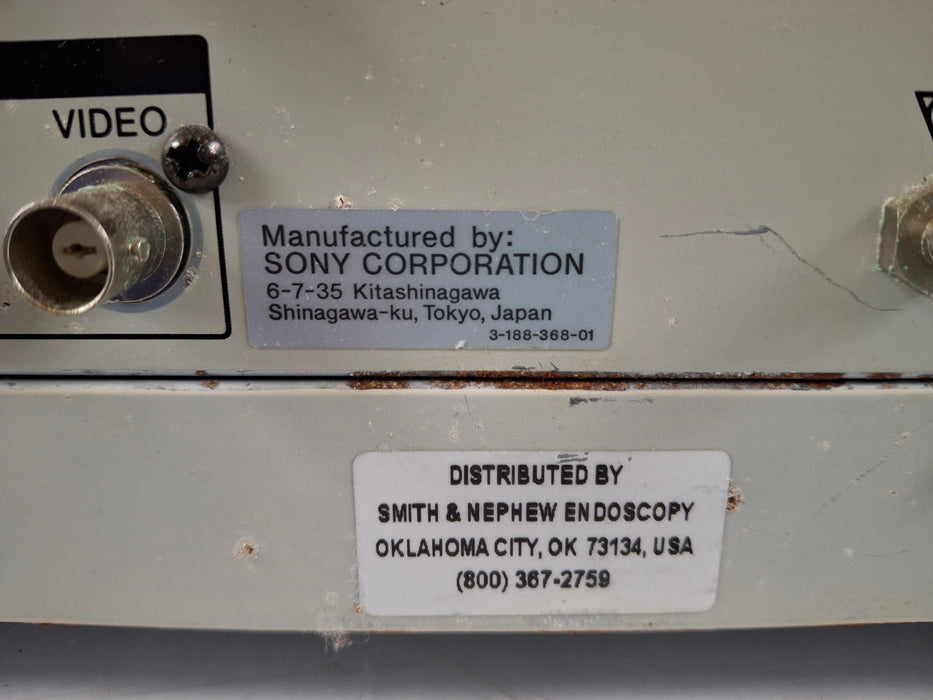 VIDEO
Manufactured by:
SONY CORPORATION
6-7-35 Kitashinagawa
Shinagawa-ku, Tokyo, Japan
3-188-368-01
DISTRIBUTED BY
SMITH & NEPHEW ENDOSCOPY
OKLAHOMA CITY, OK 73134, USA
(800) 367-2759